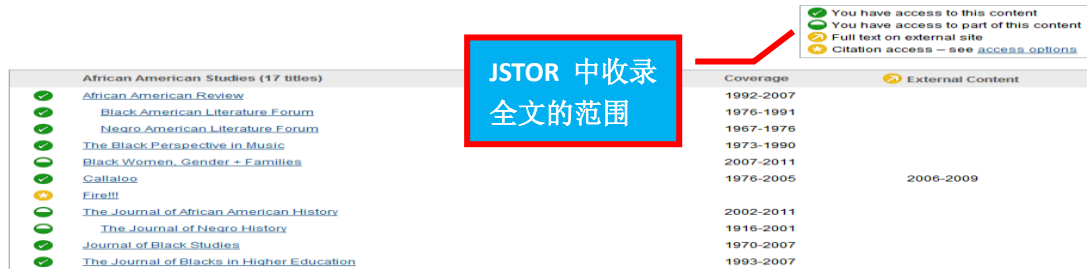 You have access to this content
You have access to part of this content
Full text on external site
Citation access – see access options
JSTOR 中收录
全文的范围
African American Studies (17 titles) Coverage External Content
African American Review 1992-2007
Black American Literature Forum 1976-1991
Negro American Literature Forum 1967-1976
The Black Perspective in Music 1973-1990
Black Women, Gender + Families 2007-2011
Callaloo 1976-2005 2006-2009
Fire!!!
The Journal of African American History 2002-2011
The Journal of Negro History 1916-2001
Journal of Black Studies 1970-2007
The Journal of Blacks in Higher Education 1993-2007